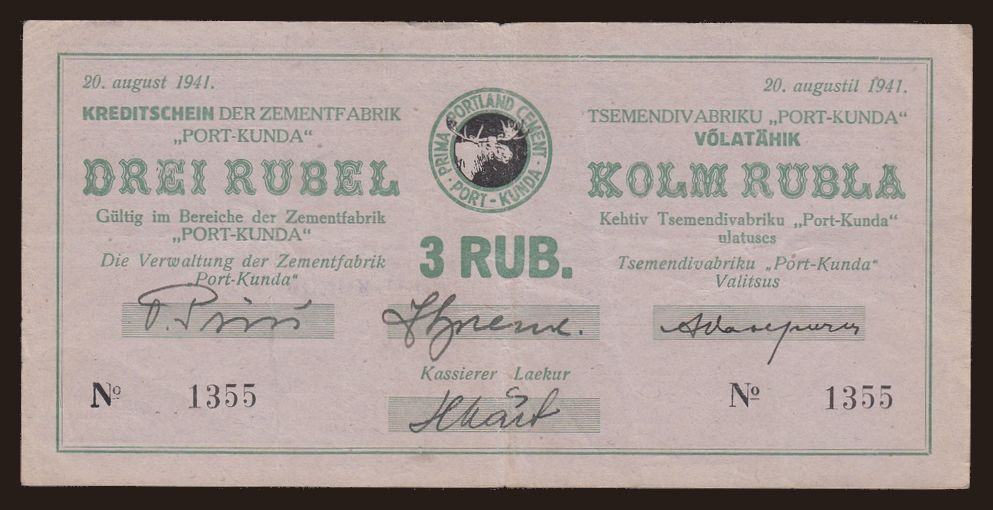 20. august 1941.
KREDITSCHEIN DER ZEMENTFABRIK
„PORT-KUNDA“
DREI RUBEL
Gültig im Bereiche der Zementfabrik
„PORT-KUNDA“
Die Verwaltung der Zementfabrik
„Port-Kunda“
PRIMA PORTLAND CEMENT
PORT-KUNDA
3 RUB.
20. augustil 1941.
TSEMENDIVABRIKU „PORT-KUNDA“
VÕLATÄHIK
KOLM RUBLA
Kehtiv Tsemendivabriku „Port-Kunda“
ulatuses
Tsemendivabriku „Port-Kunda“
Valitsus
Kassierer Laekur
№ 1355
№ 1355